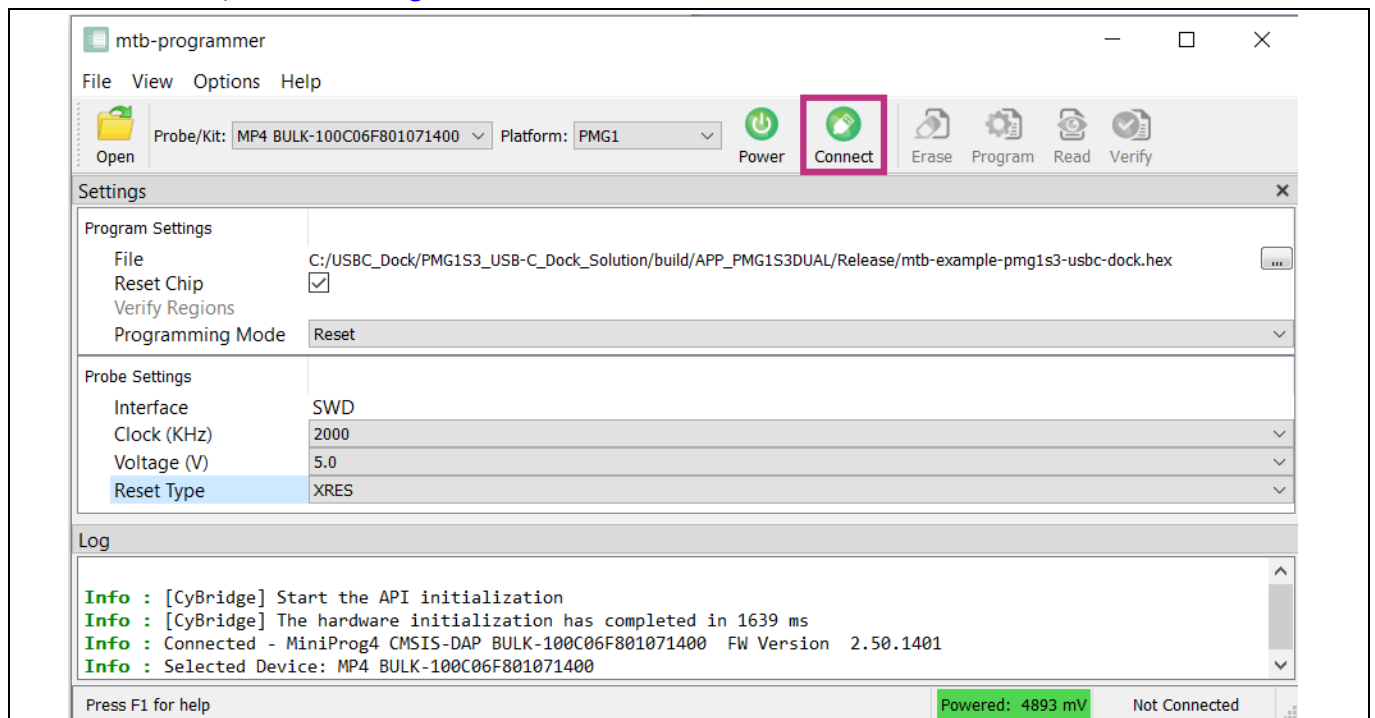 mtb-programmer
File View Options Help
Open Probe/Kit: MP4 BULK-100C06F801071400 Platform: PMG1 Power Connect Erase Program Read Verify
Settings
Program Settings
File C:/USBC_Dock/PMG1S3_USB-C_Dock_Solution/build/APP_PMG1S3DUAL/Release/mtb-example-pmg1s3-usbc-dock.hex ...
Reset Chip
Verify Regions
Programming Mode Reset
Probe Settings
Interface SWD
Clock (KHz) 2000
Voltage (V) 5.0
Reset Type XRES
Log
Info : [CyBridge] Start the API initialization
Info : [CyBridge] The hardware initialization has completed in 1639 ms
Info : Connected - MiniProg4 CMSIS-DAP BULK-100C06F801071400 FW Version 2.50.1401
Info : Selected Device: MP4 BULK-100C06F801071400
Press F1 for help Powered: 4893 mV Not Connected